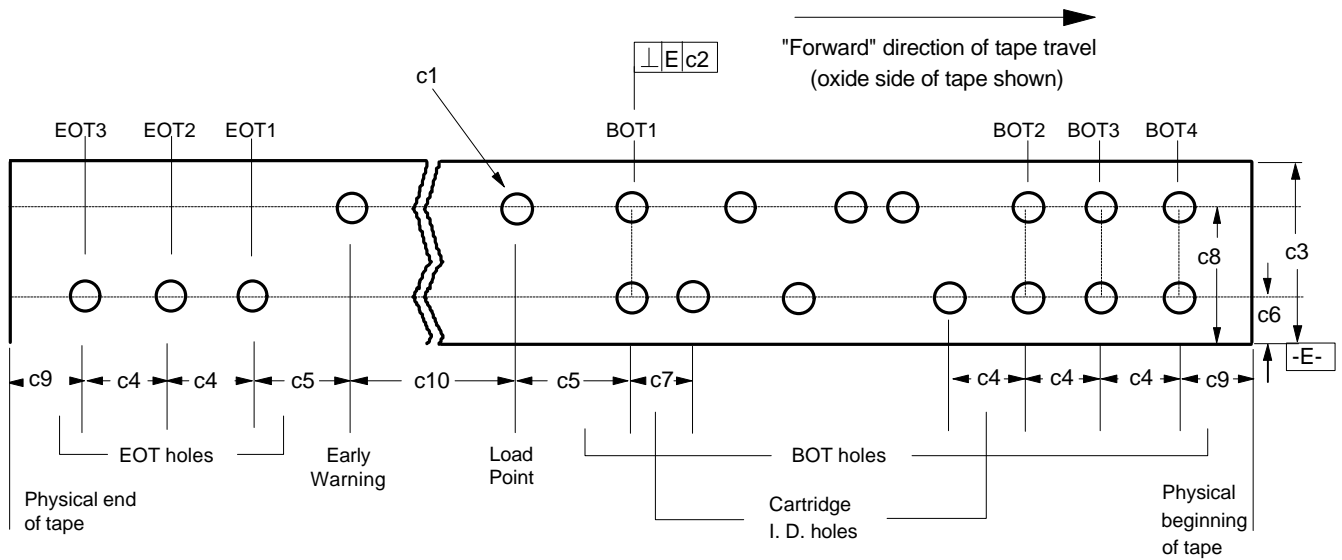 "Forward" direction of tape travel
(oxide side of tape shown)
⊥ E c2
c1
EOT3 EOT2 EOT1 BOT1 BOT2 BOT3 BOT4
c8 c3
c6
-E-
c9 c4 c4 c5 c10 c5 c7 c4 c4 c4 c9
EOT holes
Early
Warning
Load
Point
BOT holes
Cartridge
I. D. holes
Physical end
of tape
Physical
beginning
of tape